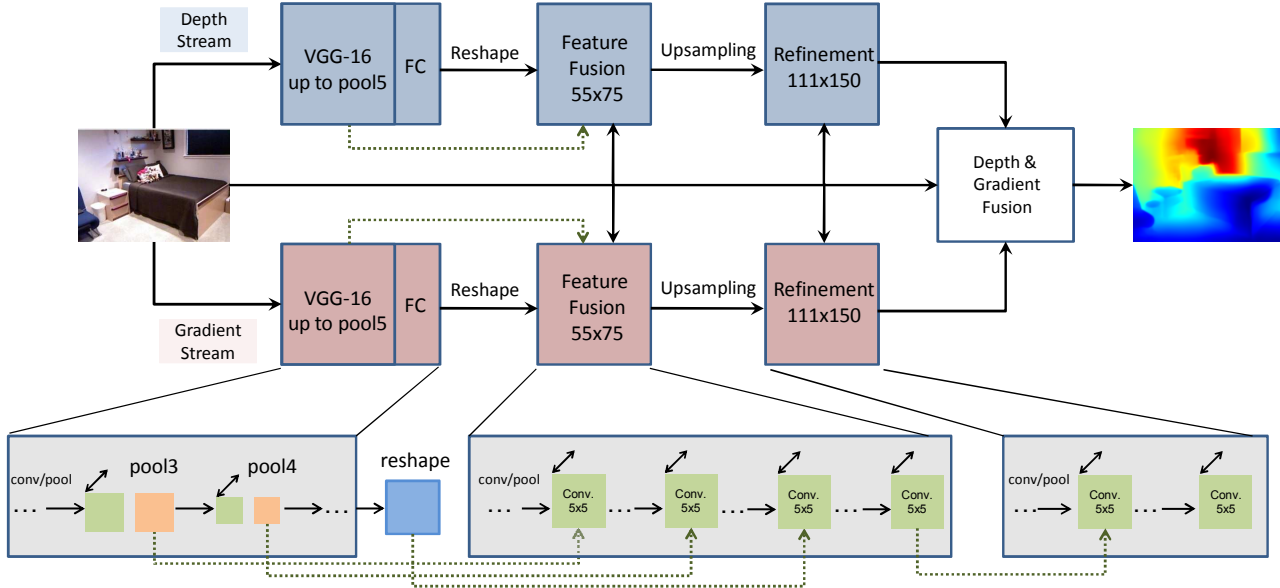 Depth
Stream
VGG-16
up to pool5
FC
Reshape
Feature
Fusion
55x75
Upsampling
Refinement
111x150
Depth &
Gradient
Fusion
VGG-16
up to pool5
FC
Reshape
Feature
Fusion
55x75
Upsampling
Refinement
111x150
Gradient
Stream
conv/pool
pool3
pool4
...
...
reshape
conv/pool
...
Conv.
5x5
...
Conv.
5x5
...
Conv.
5x5
...
Conv.
5x5
conv/pool
...
Conv.
5x5
...
Conv.
5x5